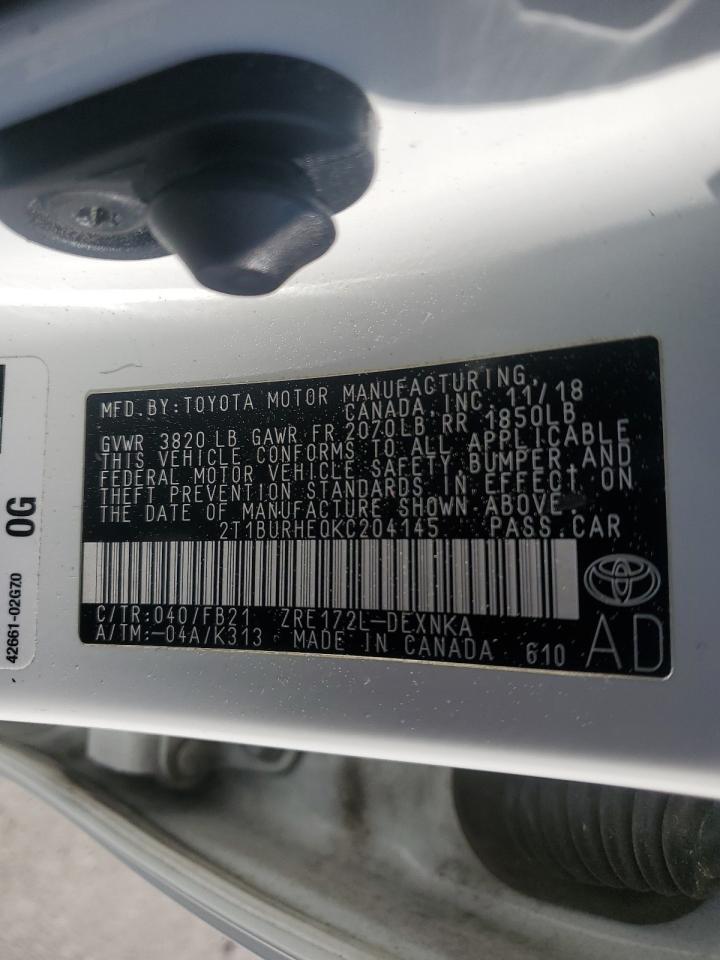 MFD. BY: TOYOTA MOTOR MANUFACTURING,
CANADA, INC. 11/18
GVWR 3820 LB GAWR FR 2070LB RR 1850LB
THIS VEHICLE CONFORMS TO ALL APPLICABLE
FEDERAL MOTOR VEHICLE SAFETY, BUMPER, AND
THEFT PREVENTION STANDARDS IN EFFECT ON
THE DATE OF MANUFACTURE SHOWN ABOVE.
2T1BURHE0KC204145 PASS. CAR
C/TR: 040/FB21 ZRE172L-DEXNKA
A/TM: -04A/K313 MADE IN CANADA 610
AD
0G
42661-02G70